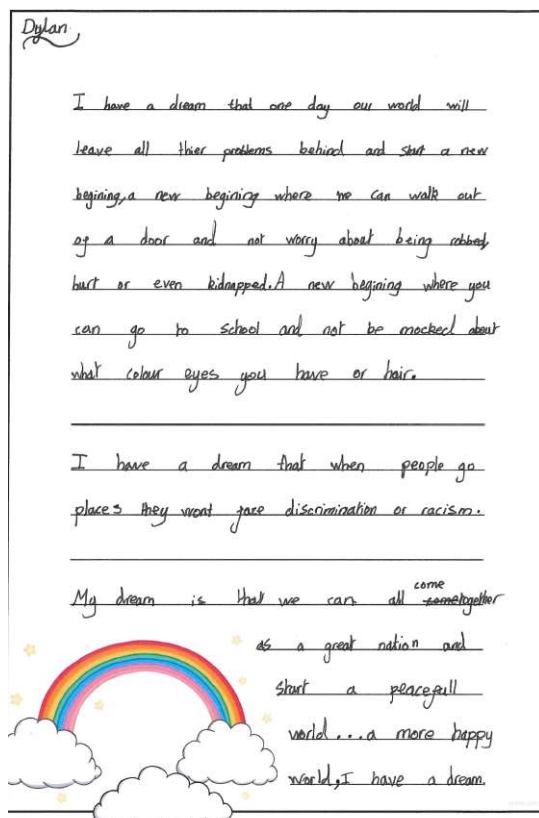 Dylan
I have a dream that one day our world will
leave all thier problems behind and start a new
begining, a new begining where we can walk out
of a door and not worry about being robbed,
hurt or even kidnapped. A new begining where you
can go to school and not be mocked about
what colour eyes you have or hair.
I have a dream that when people go
places they wont face discrimination or racism.
My dream is that we can all come together
as a great nation and
start a peacefull
world...a more happy
world, I have a dream.